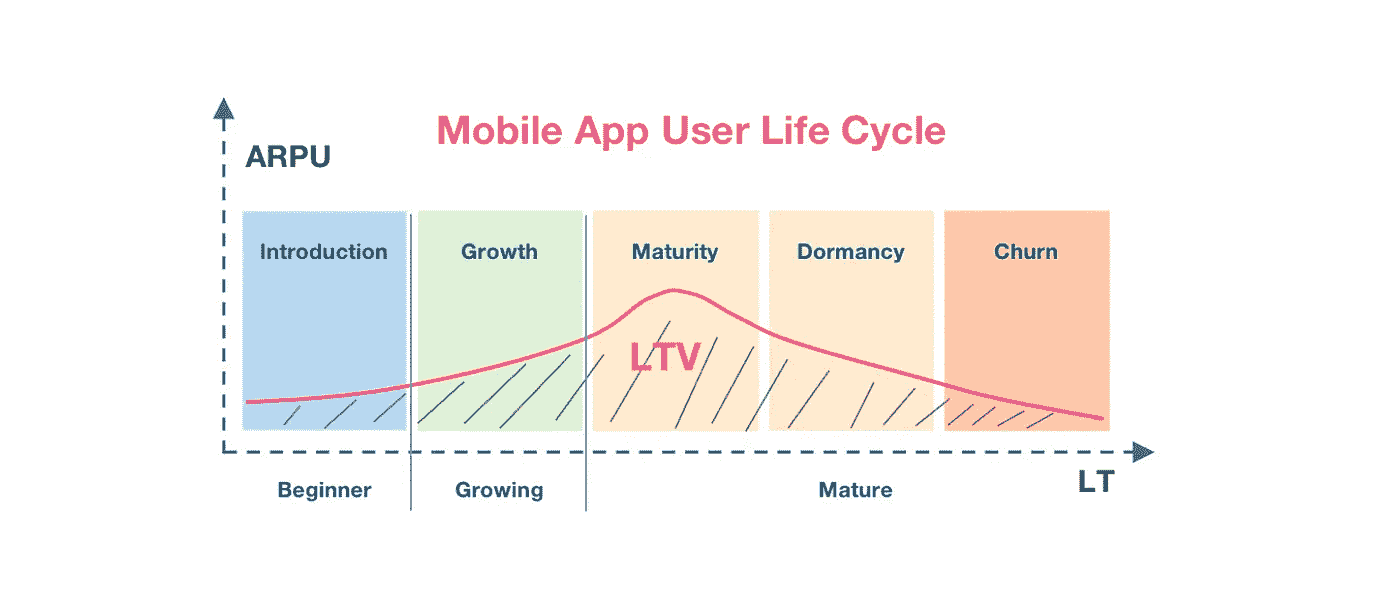 Mobile App User Life Cycle
ARPU
Introduction
Growth
Maturity
Dormancy
Churn
LTV
LT
Beginner
Growing
Mature